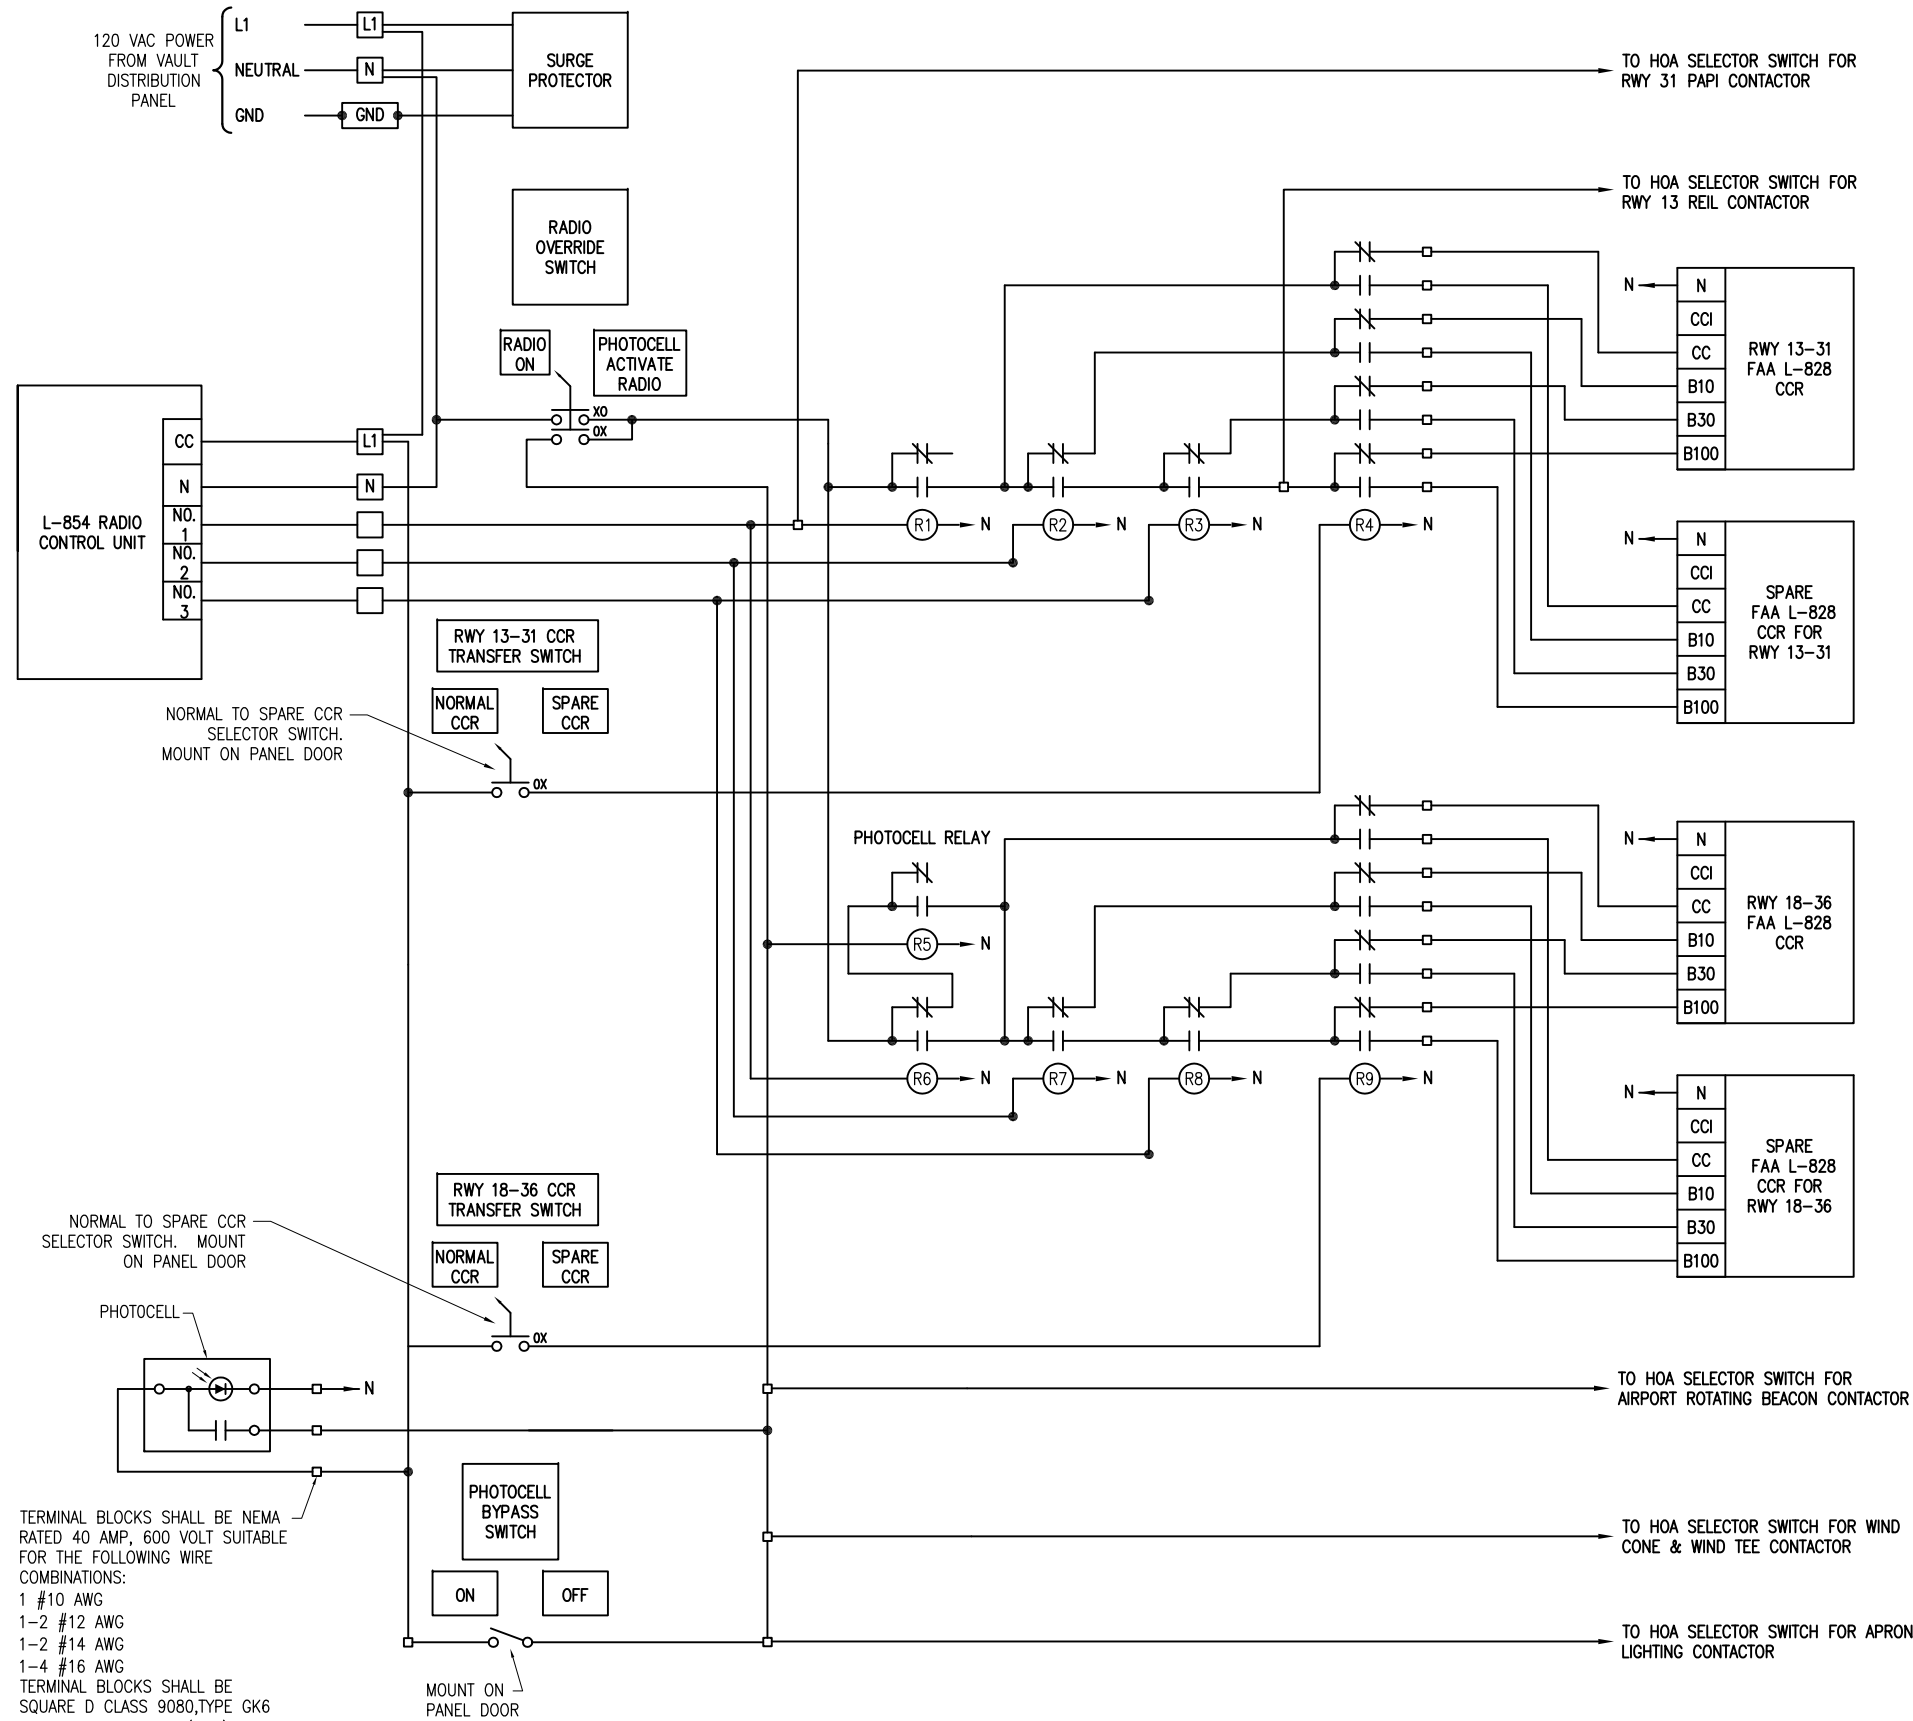 120 VAC POWER
FROM VAULT
DISTRIBUTION
PANEL
L1
NEUTRAL
GND
L1
N
GND
SURGE
PROTECTOR
TO HOA SELECTOR SWITCH FOR
RWY 31 PAPI CONTACTOR
TO HOA SELECTOR SWITCH FOR
RWY 13 REIL CONTACTOR
RADIO
OVERRIDE
SWITCH
RADIO
ON
PHOTOCELL
ACTIVATE
RADIO
XO
OX
L-854 RADIO
CONTROL UNIT
CC
N
NO.
1
NO.
2
NO.
3
L1
N
R1
N
R2
N
R3
N
R4
N
N
N
CCI
CC
B10
B30
B100
RWY 13-31
FAA L-828
CCR
N
N
CCI
CC
B10
B30
B100
SPARE
FAA L-828
CCR FOR
RWY 13-31
RWY 13-31 CCR
TRANSFER SWITCH
NORMAL
CCR
SPARE
CCR
NORMAL TO SPARE CCR
SELECTOR SWITCH.
MOUNT ON PANEL DOOR
OX
PHOTOCELL RELAY
R5
N
R6
N
R7
N
R8
N
R9
N
N
N
CCI
CC
B10
B30
B100
RWY 18-36
FAA L-828
CCR
N
N
CCI
CC
B10
B30
B100
SPARE
FAA L-828
CCR FOR
RWY 18-36
RWY 18-36 CCR
TRANSFER SWITCH
NORMAL
CCR
SPARE
CCR
NORMAL TO SPARE CCR
SELECTOR SWITCH. MOUNT
ON PANEL DOOR
OX
PHOTOCELL
N
TO HOA SELECTOR SWITCH FOR
AIRPORT ROTATING BEACON CONTACTOR
PHOTOCELL
BYPASS
SWITCH
ON
OFF
TO HOA SELECTOR SWITCH FOR WIND
CONE & WIND TEE CONTACTOR
TO HOA SELECTOR SWITCH FOR APRON
LIGHTING CONTACTOR
MOUNT ON
PANEL DOOR
TERMINAL BLOCKS SHALL BE NEMA
RATED 40 AMP, 600 VOLT SUITABLE
FOR THE FOLLOWING WIRE
COMBINATIONS:
1 #10 AWG
1-2 #12 AWG
1-2 #14 AWG
1-4 #16 AWG
TERMINAL BLOCKS SHALL BE
SQUARE D CLASS 9080,TYPE GK6